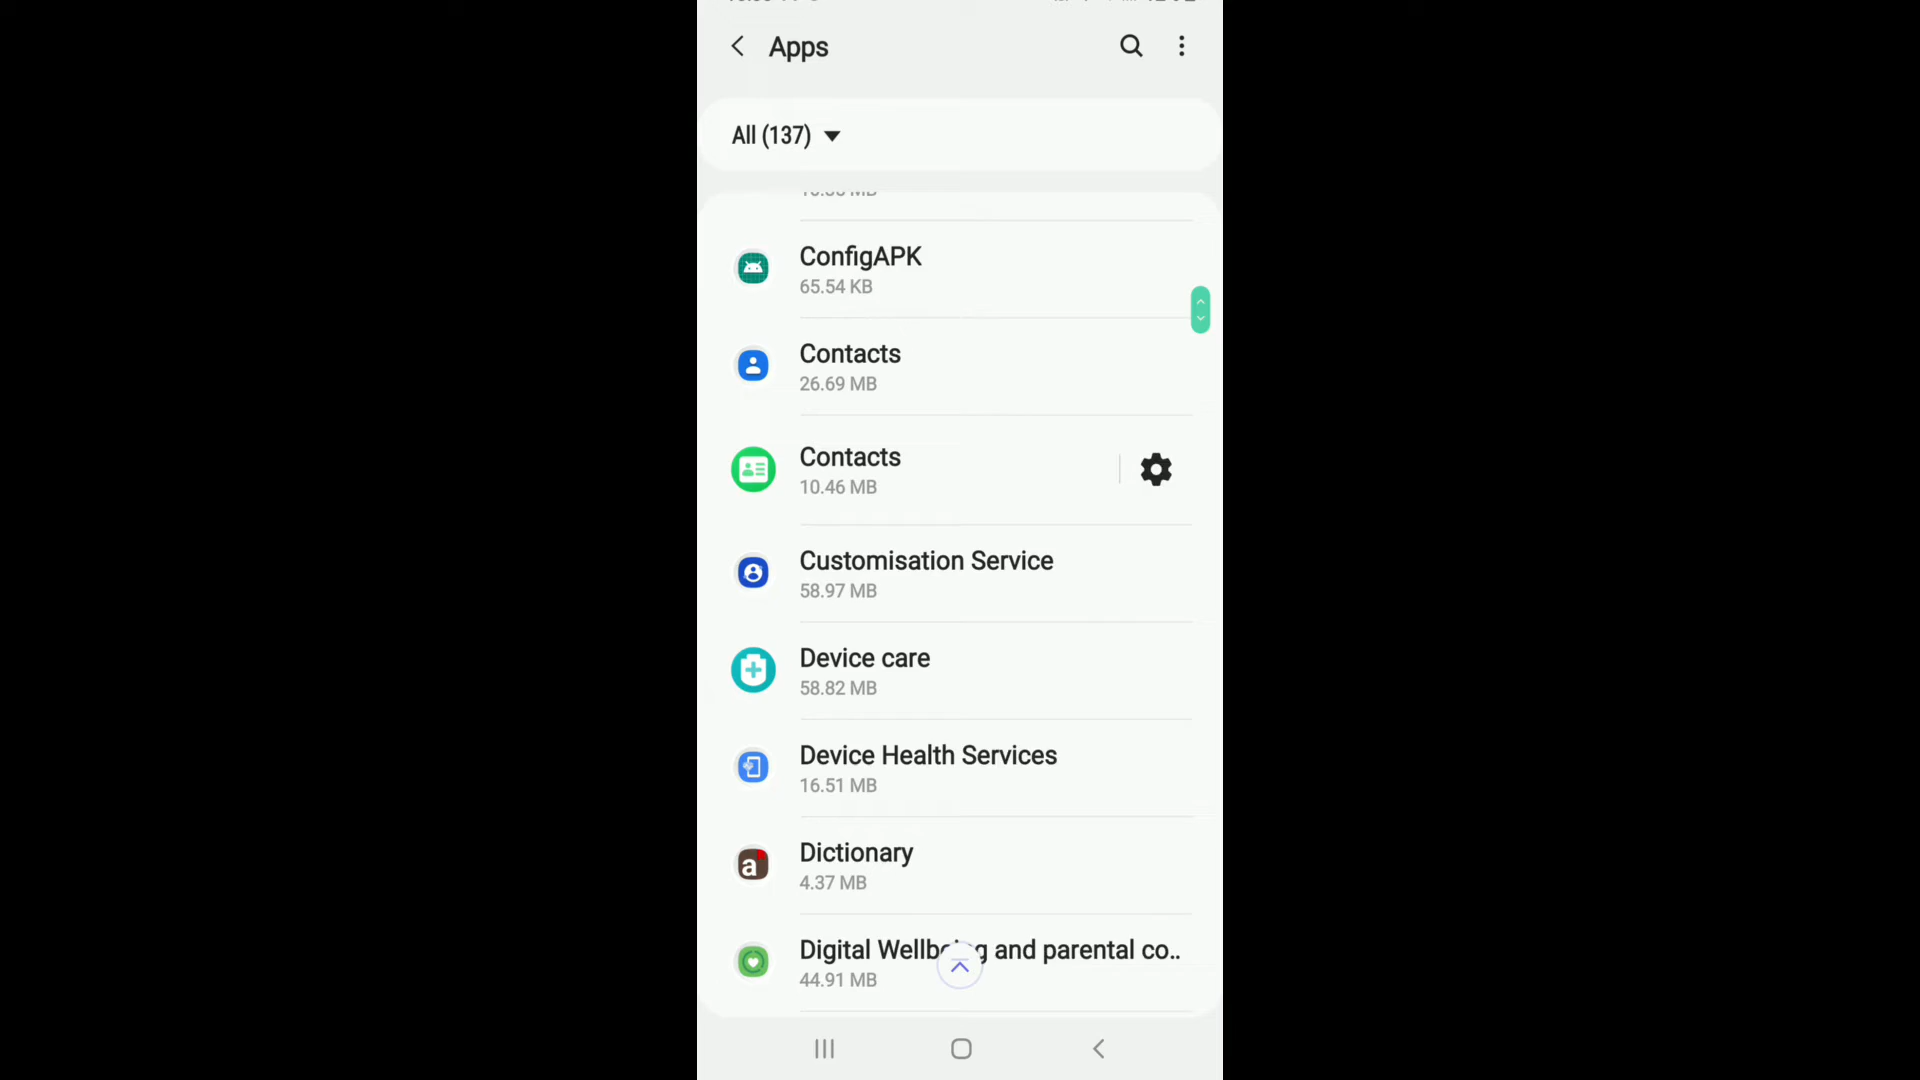 Apps
All (137)
ConfigAPK
65.54 KB
Contacts
26.69 MB
Contacts
10.46 MB
Customisation Service
58.97 MB
Device care
58.82 MB
Device Health Services
16.51 MB
a
Dictionary
4.37 MB
Digital Wellbeing and parental co..
44.91 MB